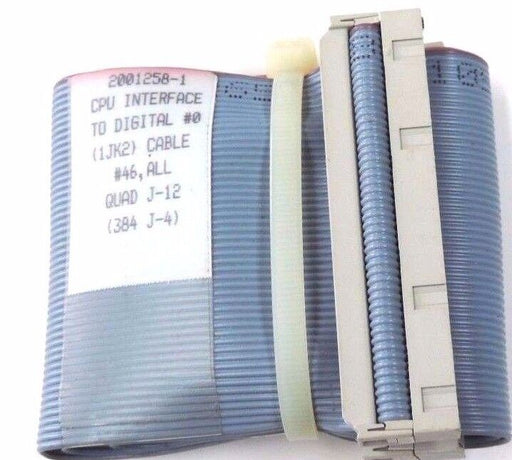 2001258-1
CPU INTERFACE
TO DIGITAL #0
(1JK2) CABLE
#46, ALL
QUAD J-12
(384 J-4)